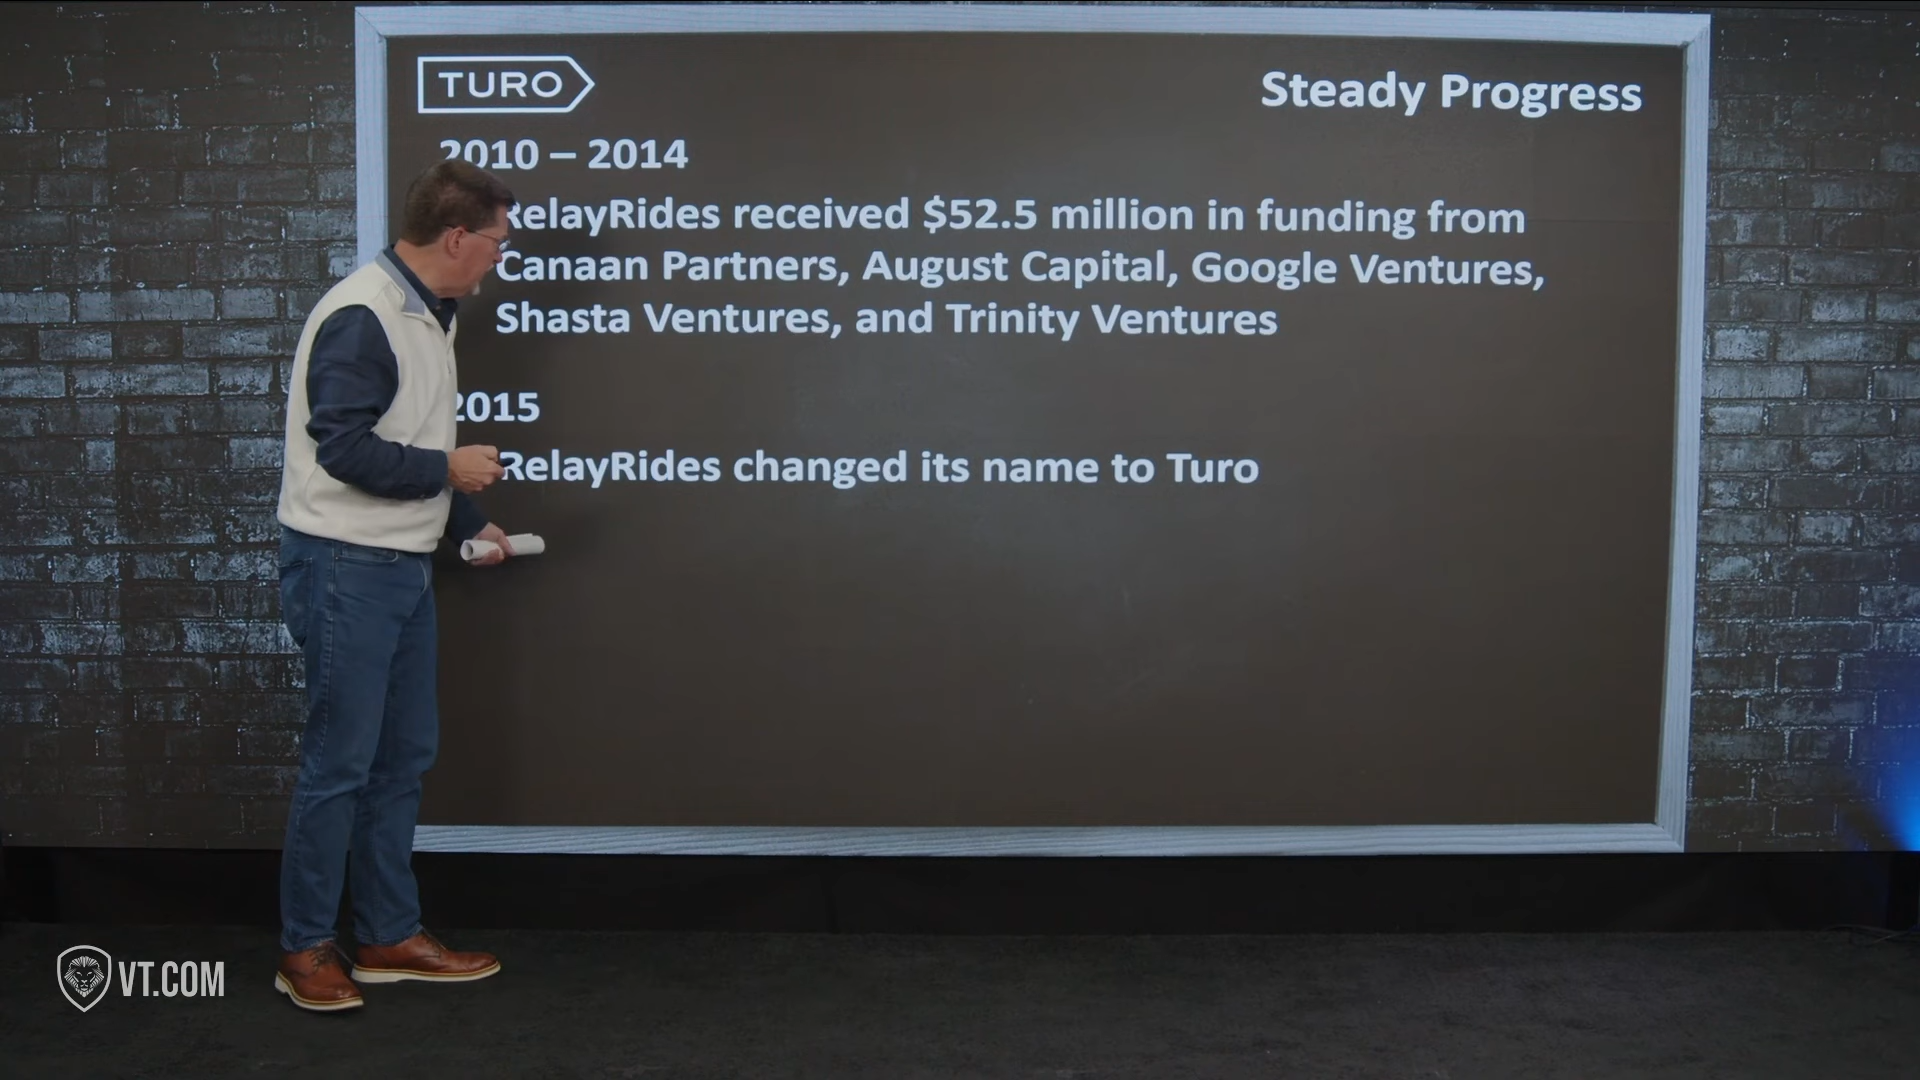 TURO
Steady Progress
2010 – 2014
RelayRides received $52.5 million in funding from
Canaan Partners, August Capital, Google Ventures,
Shasta Ventures, and Trinity Ventures
2015
RelayRides changed its name to Turo
VT.COM